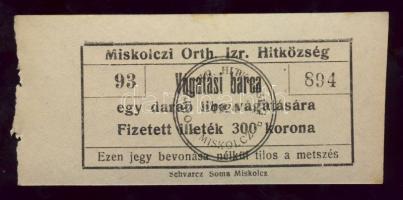 Miskolczi Orth. Izr. Hitközség
93 Vágatási bárca 894
egy darab liba vágatására
Fizetett illeték 300 korona
Ezen jegy bevonása nélkül tilos a metszés
Schvarcz Soma Miskolcz